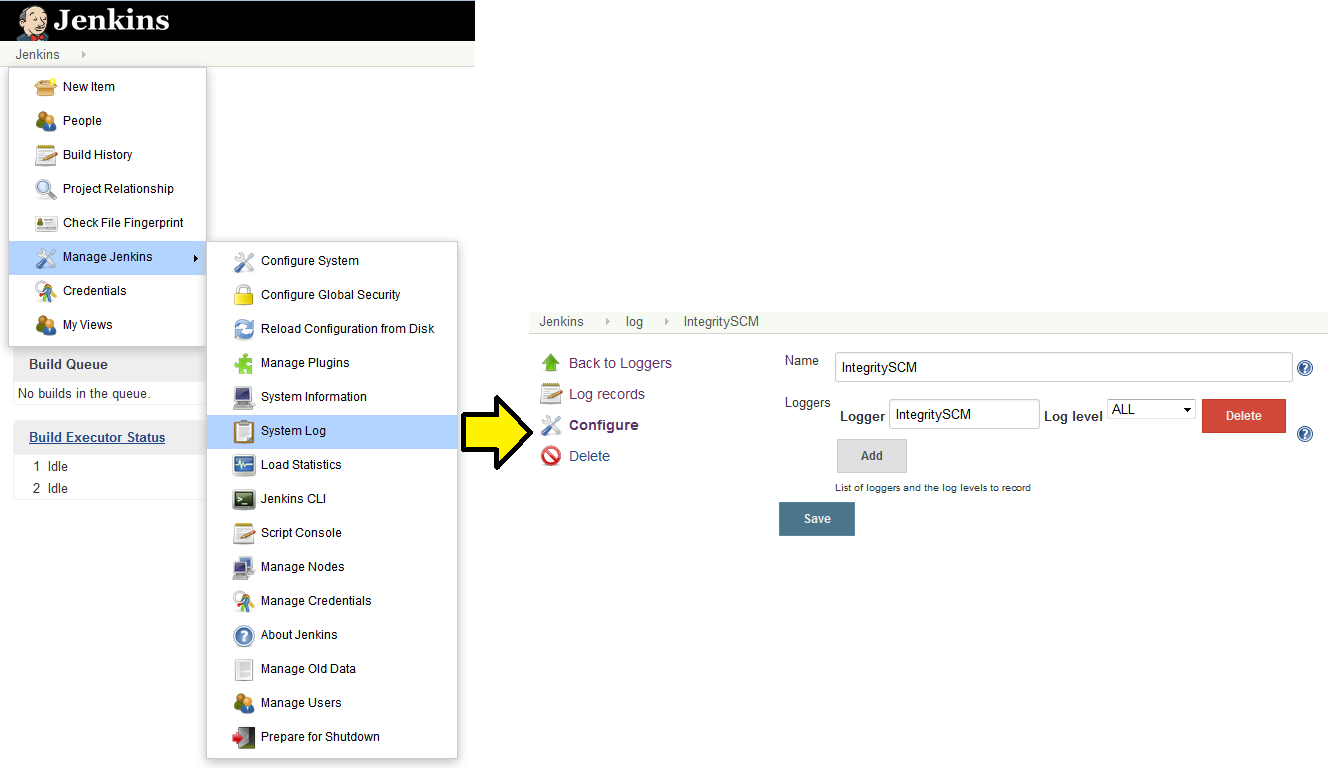 Jenkins
Jenkins
New Item
People
Build History
Project Relationship
Check File Fingerprint
Manage Jenkins
Credentials
My Views
Build Queue
No builds in the queue.
Build Executor Status
1 Idle
2 Idle
Configure System
Configure Global Security
Reload Configuration from Disk
Manage Plugins
System Information
System Log
Load Statistics
Jenkins CLI
Script Console
Manage Nodes
Manage Credentials
About Jenkins
Manage Old Data
Manage Users
Prepare for Shutdown
Jenkins log IntegritySCM
Back to Loggers
Log records
Configure
Delete
Name IntegritySCM
Loggers
Logger IntegritySCM Log level ALL Delete
Add
List of loggers and the log levels to record
Save